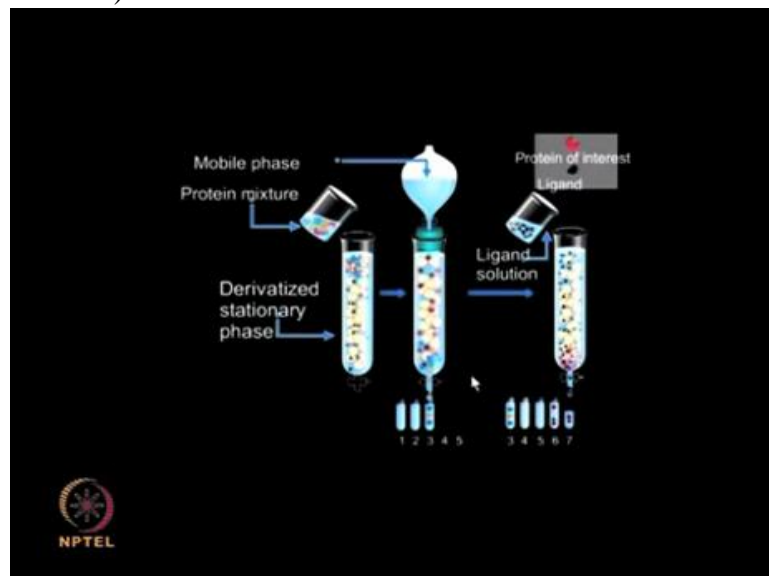 )
Mobile phase
Protein mixture
Derivatized
stationary
phase
Protein of interest
Ligand
Ligand
solution
1 2 3 4 5
3 4 5 6 7
NPTEL